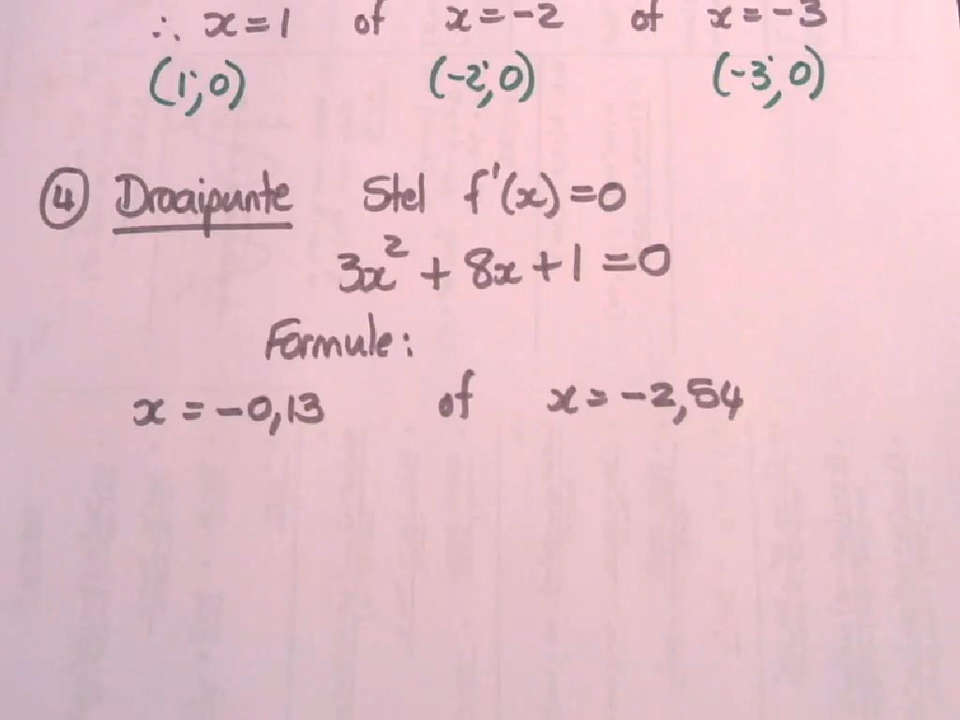 ∴ x=1 of x=-2 of x=-3
(1;0) (-2;0) (-3;0)
④ Draaipunte Stel f'(x)=0
3x² + 8x + 1 = 0
Formule:
x = -0,13 of x = -2,54